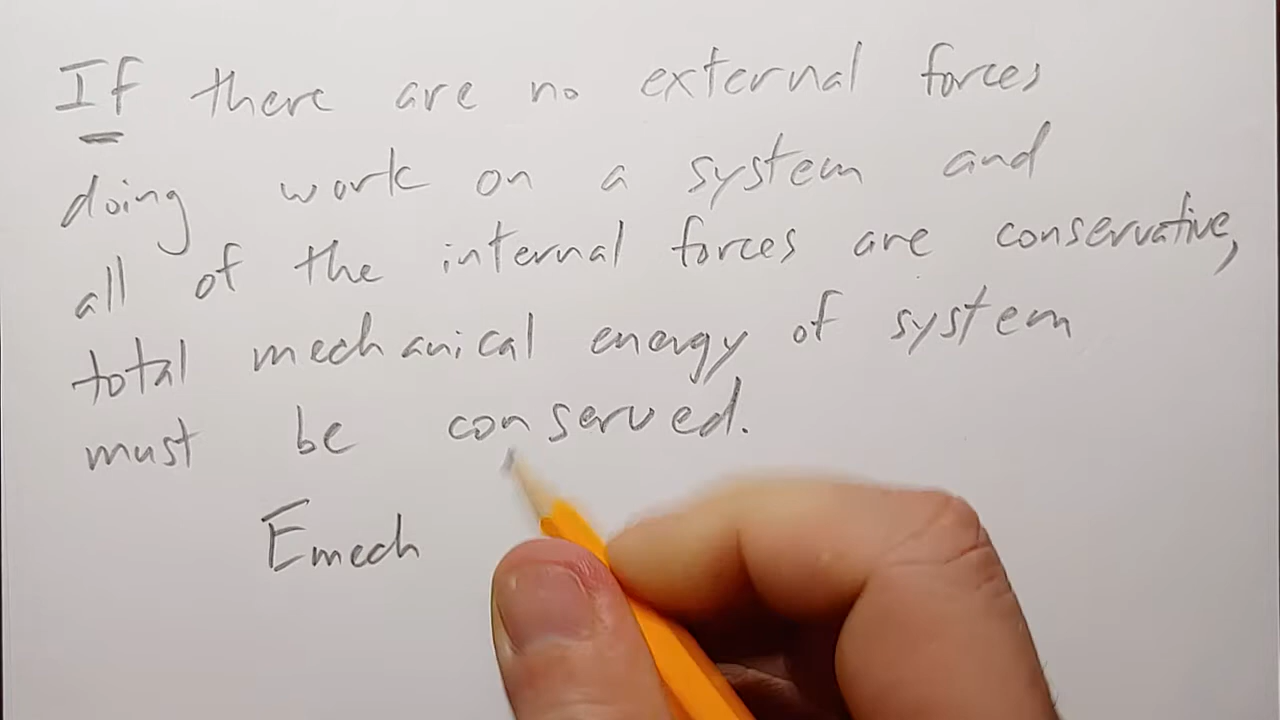 If there are no external forces
doing work on a system and
all of the internal forces are conservative,
total mechanical energy of system
must be conserved.
Emech